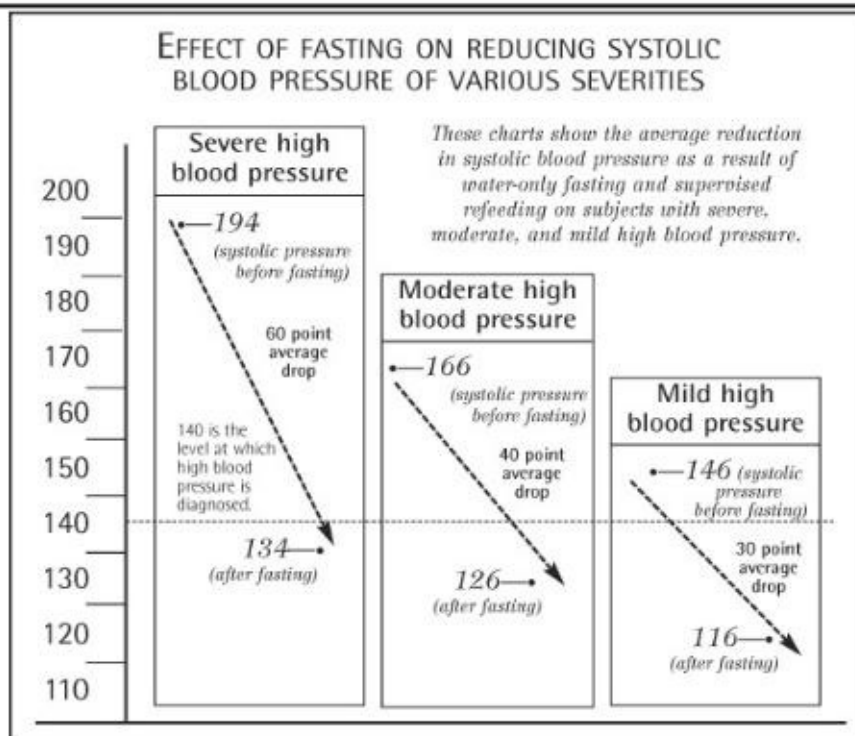 EFFECT OF FASTING ON REDUCING SYSTOLIC
BLOOD PRESSURE OF VARIOUS SEVERITIES
These charts show the average reduction
in systolic blood pressure as a result of
water-only fasting and supervised
refeeding on subjects with severe,
moderate, and mild high blood pressure.
200
190
180
170
160
150
140
130
120
110
Severe high
blood pressure
194
(systolic pressure
before fasting)
60 point
average
drop
140 is the
level at which
high blood
pressure is
diagnosed.
134
(after fasting)
Moderate high
blood pressure
166
(systolic pressure
before fasting)
40 point
average
drop
126
(after fasting)
Mild high
blood pressure
146 (systolic
pressure
before fasting)
30 point
average
drop
116
(after fasting)